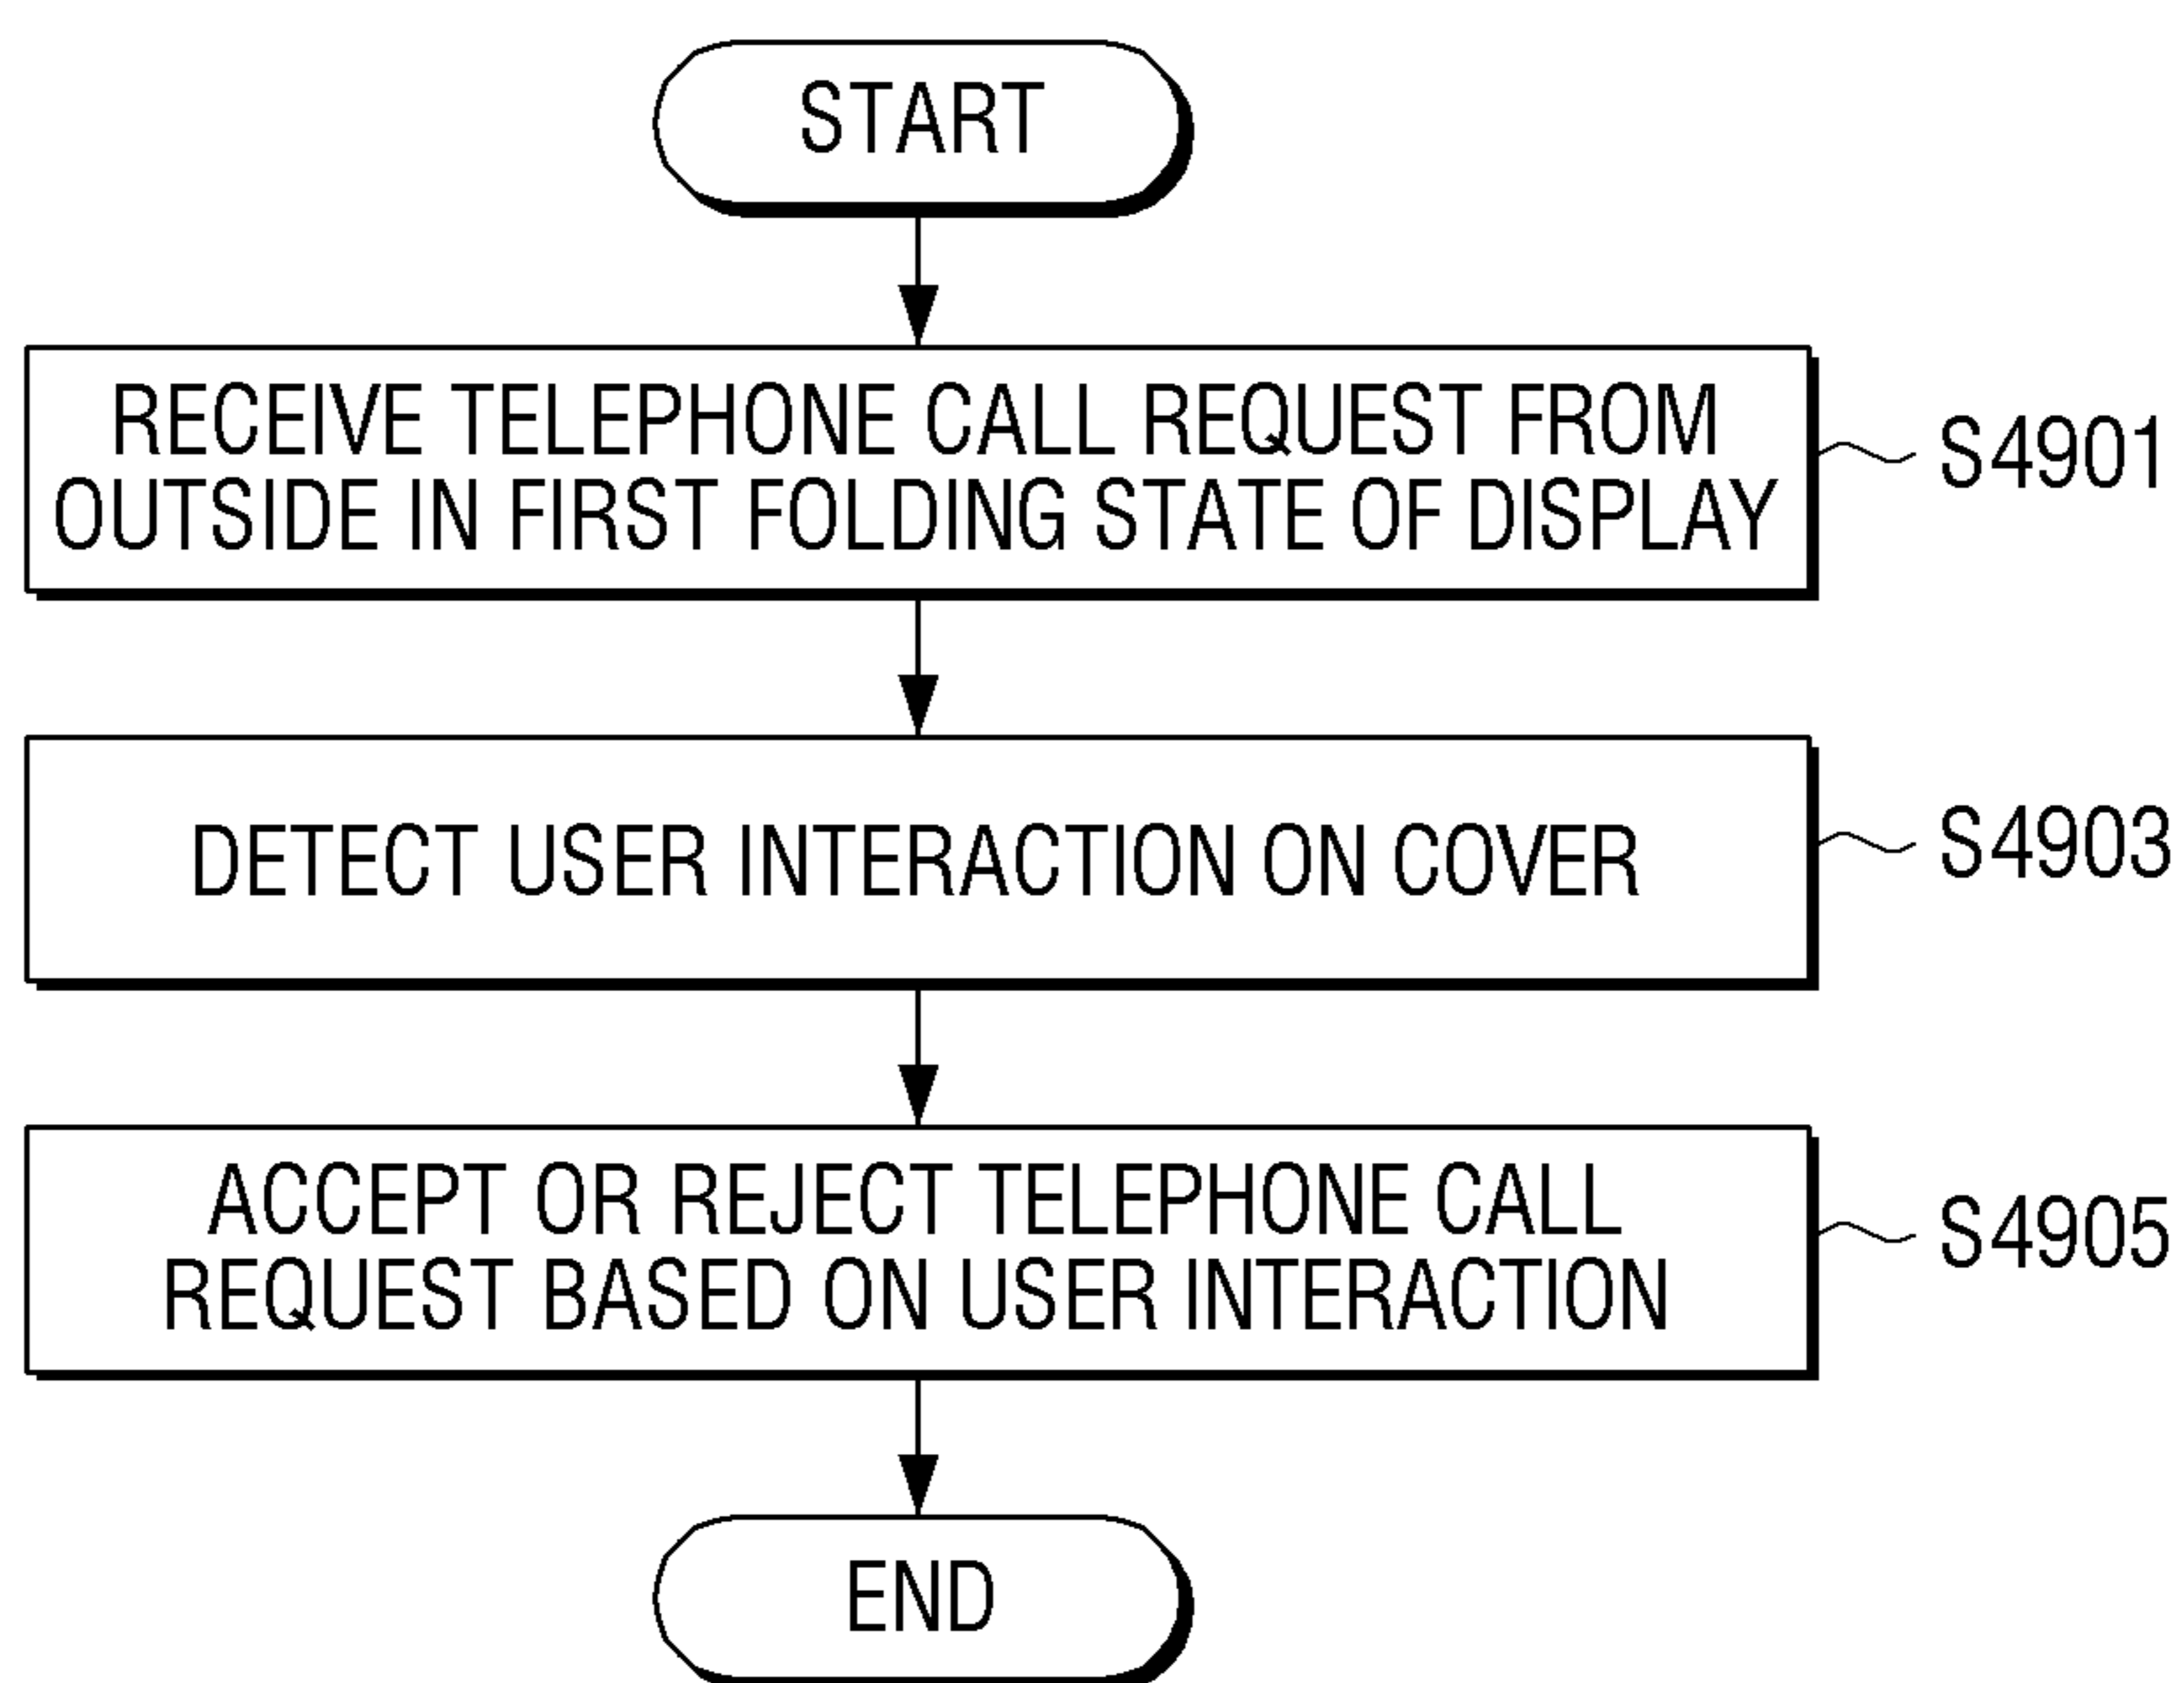 START
RECEIVE TELEPHONE CALL REQUEST FROM
OUTSIDE IN FIRST FOLDING STATE OF DISPLAY
S4901
DETECT USER INTERACTION ON COVER
S4903
ACCEPT OR REJECT TELEPHONE CALL
REQUEST BASED ON USER INTERACTION
S4905
END